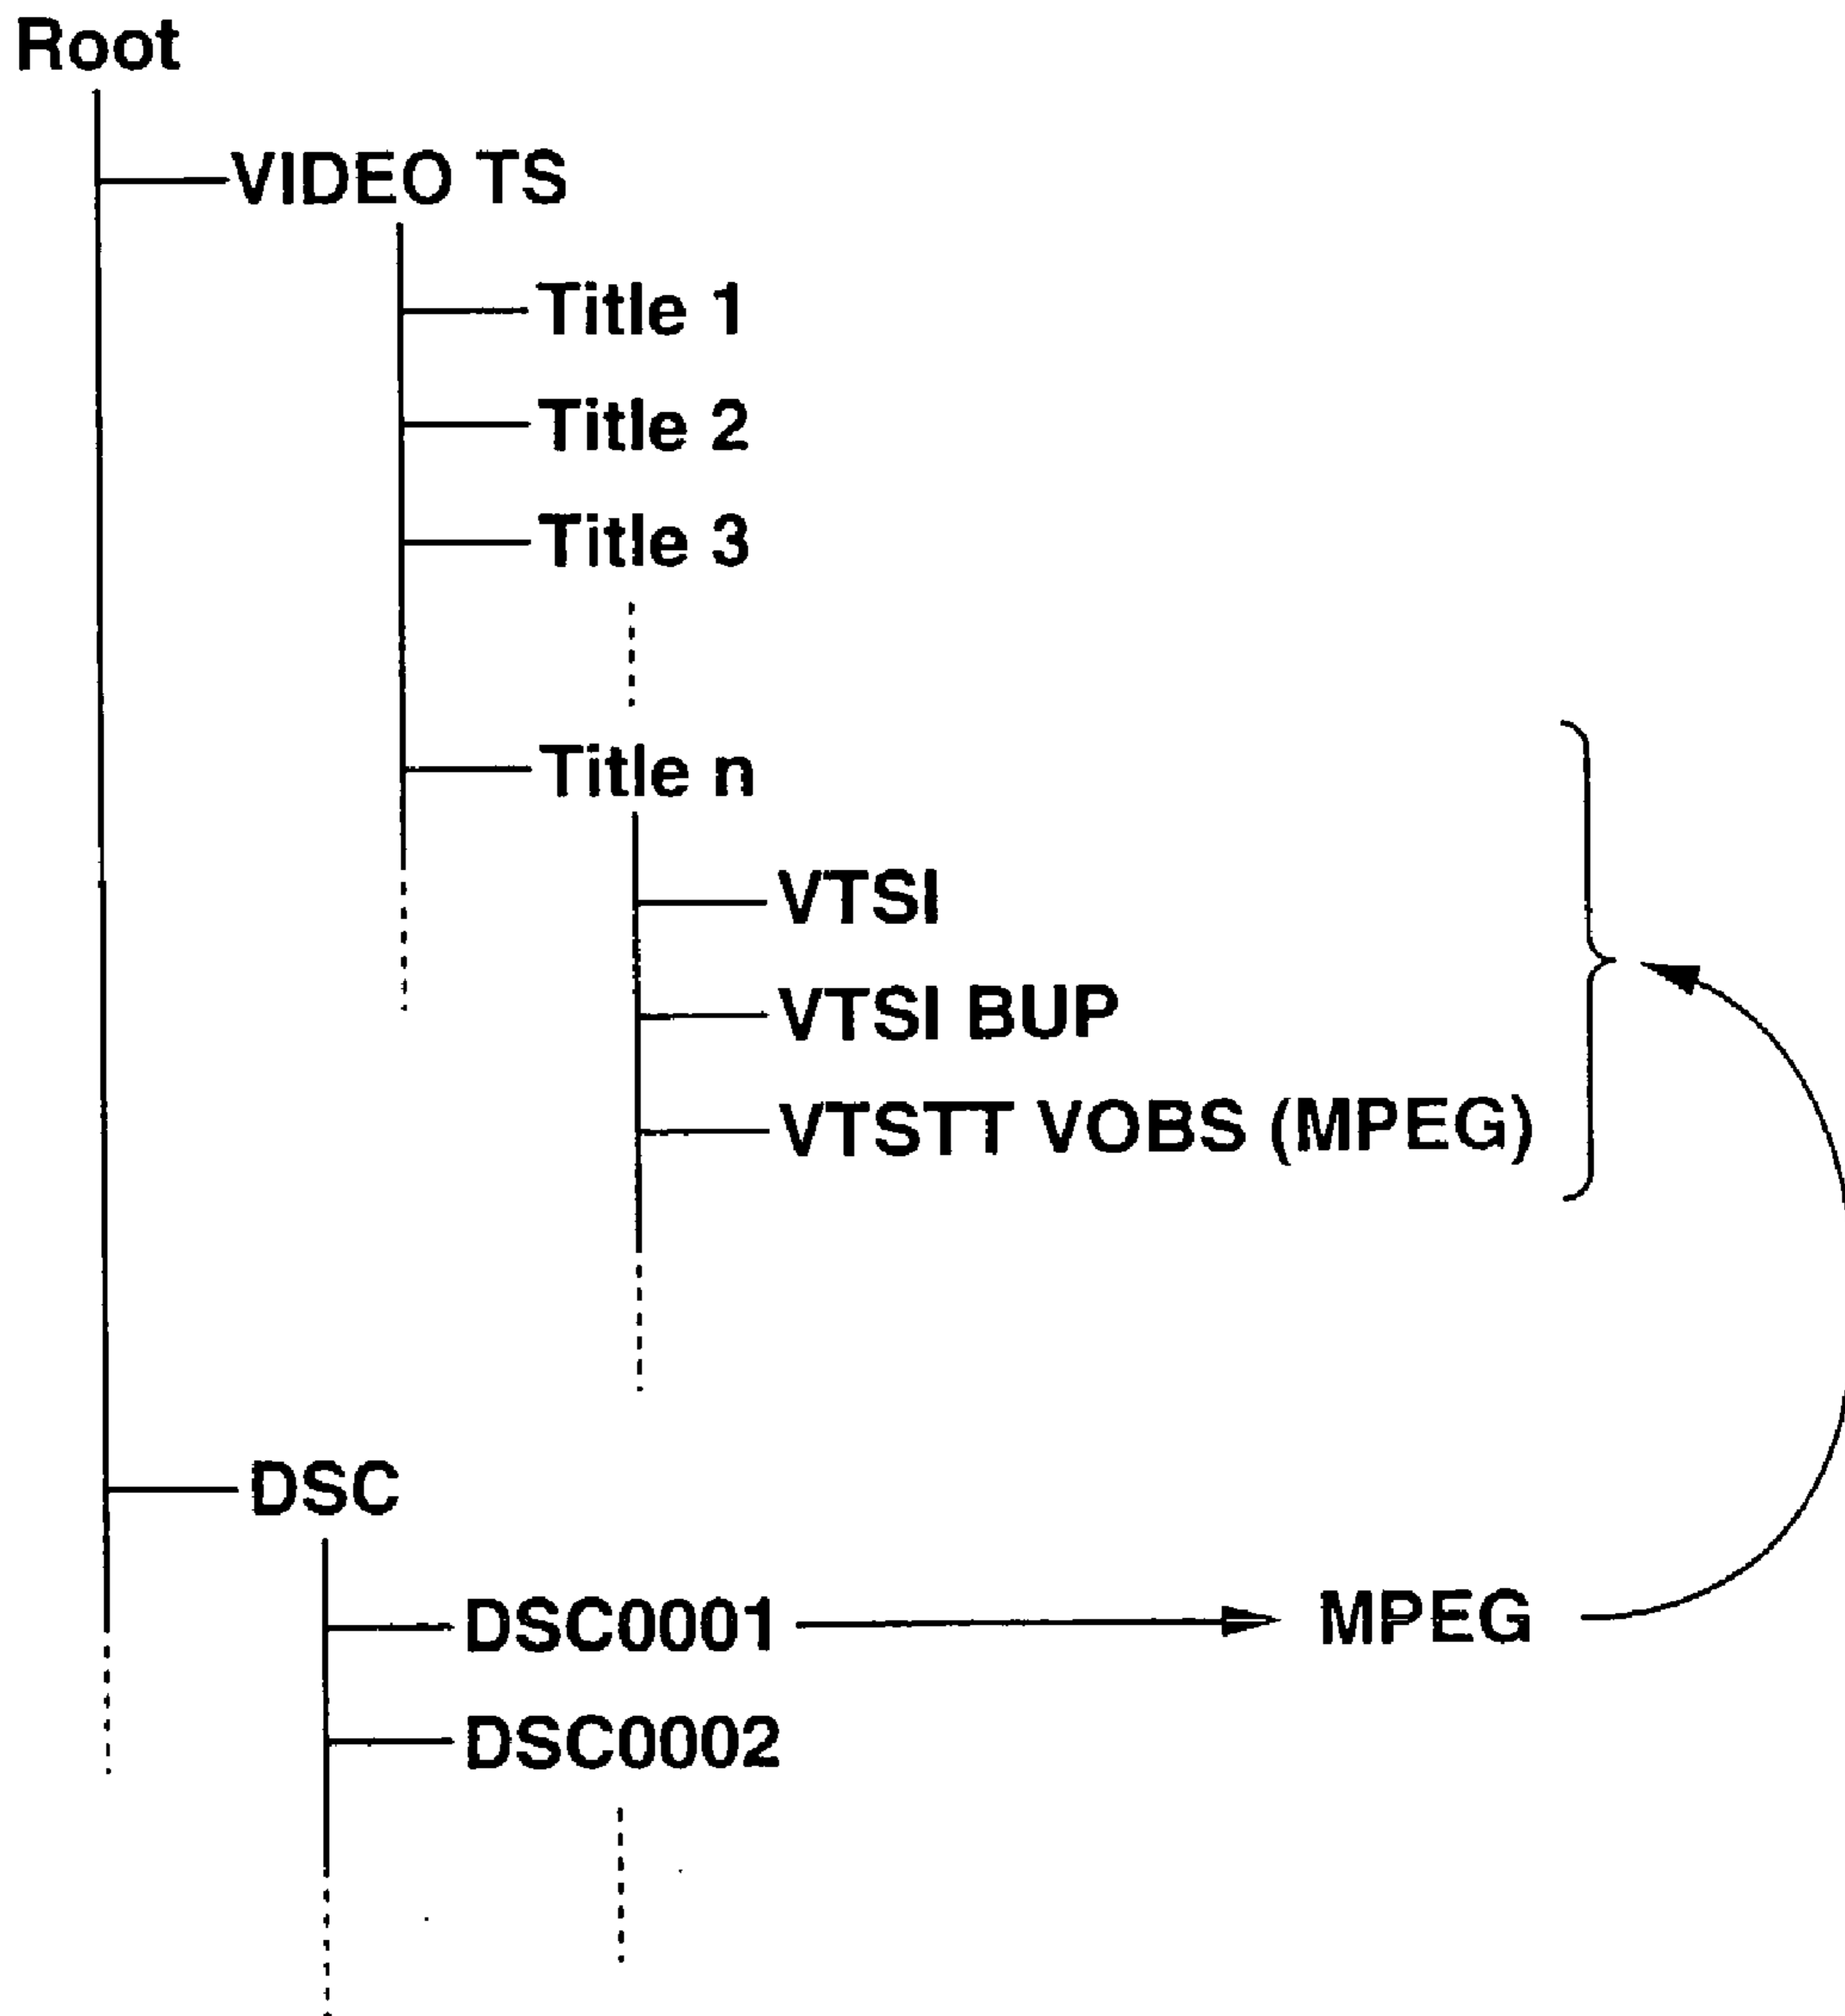 Root
VIDEO TS
Title 1
Title 2
Title 3
Title n
VTSI
VTSI BUP
VTSTT VOBS (MPEG)
DSC
DSC0001
MPEG
DSC0002